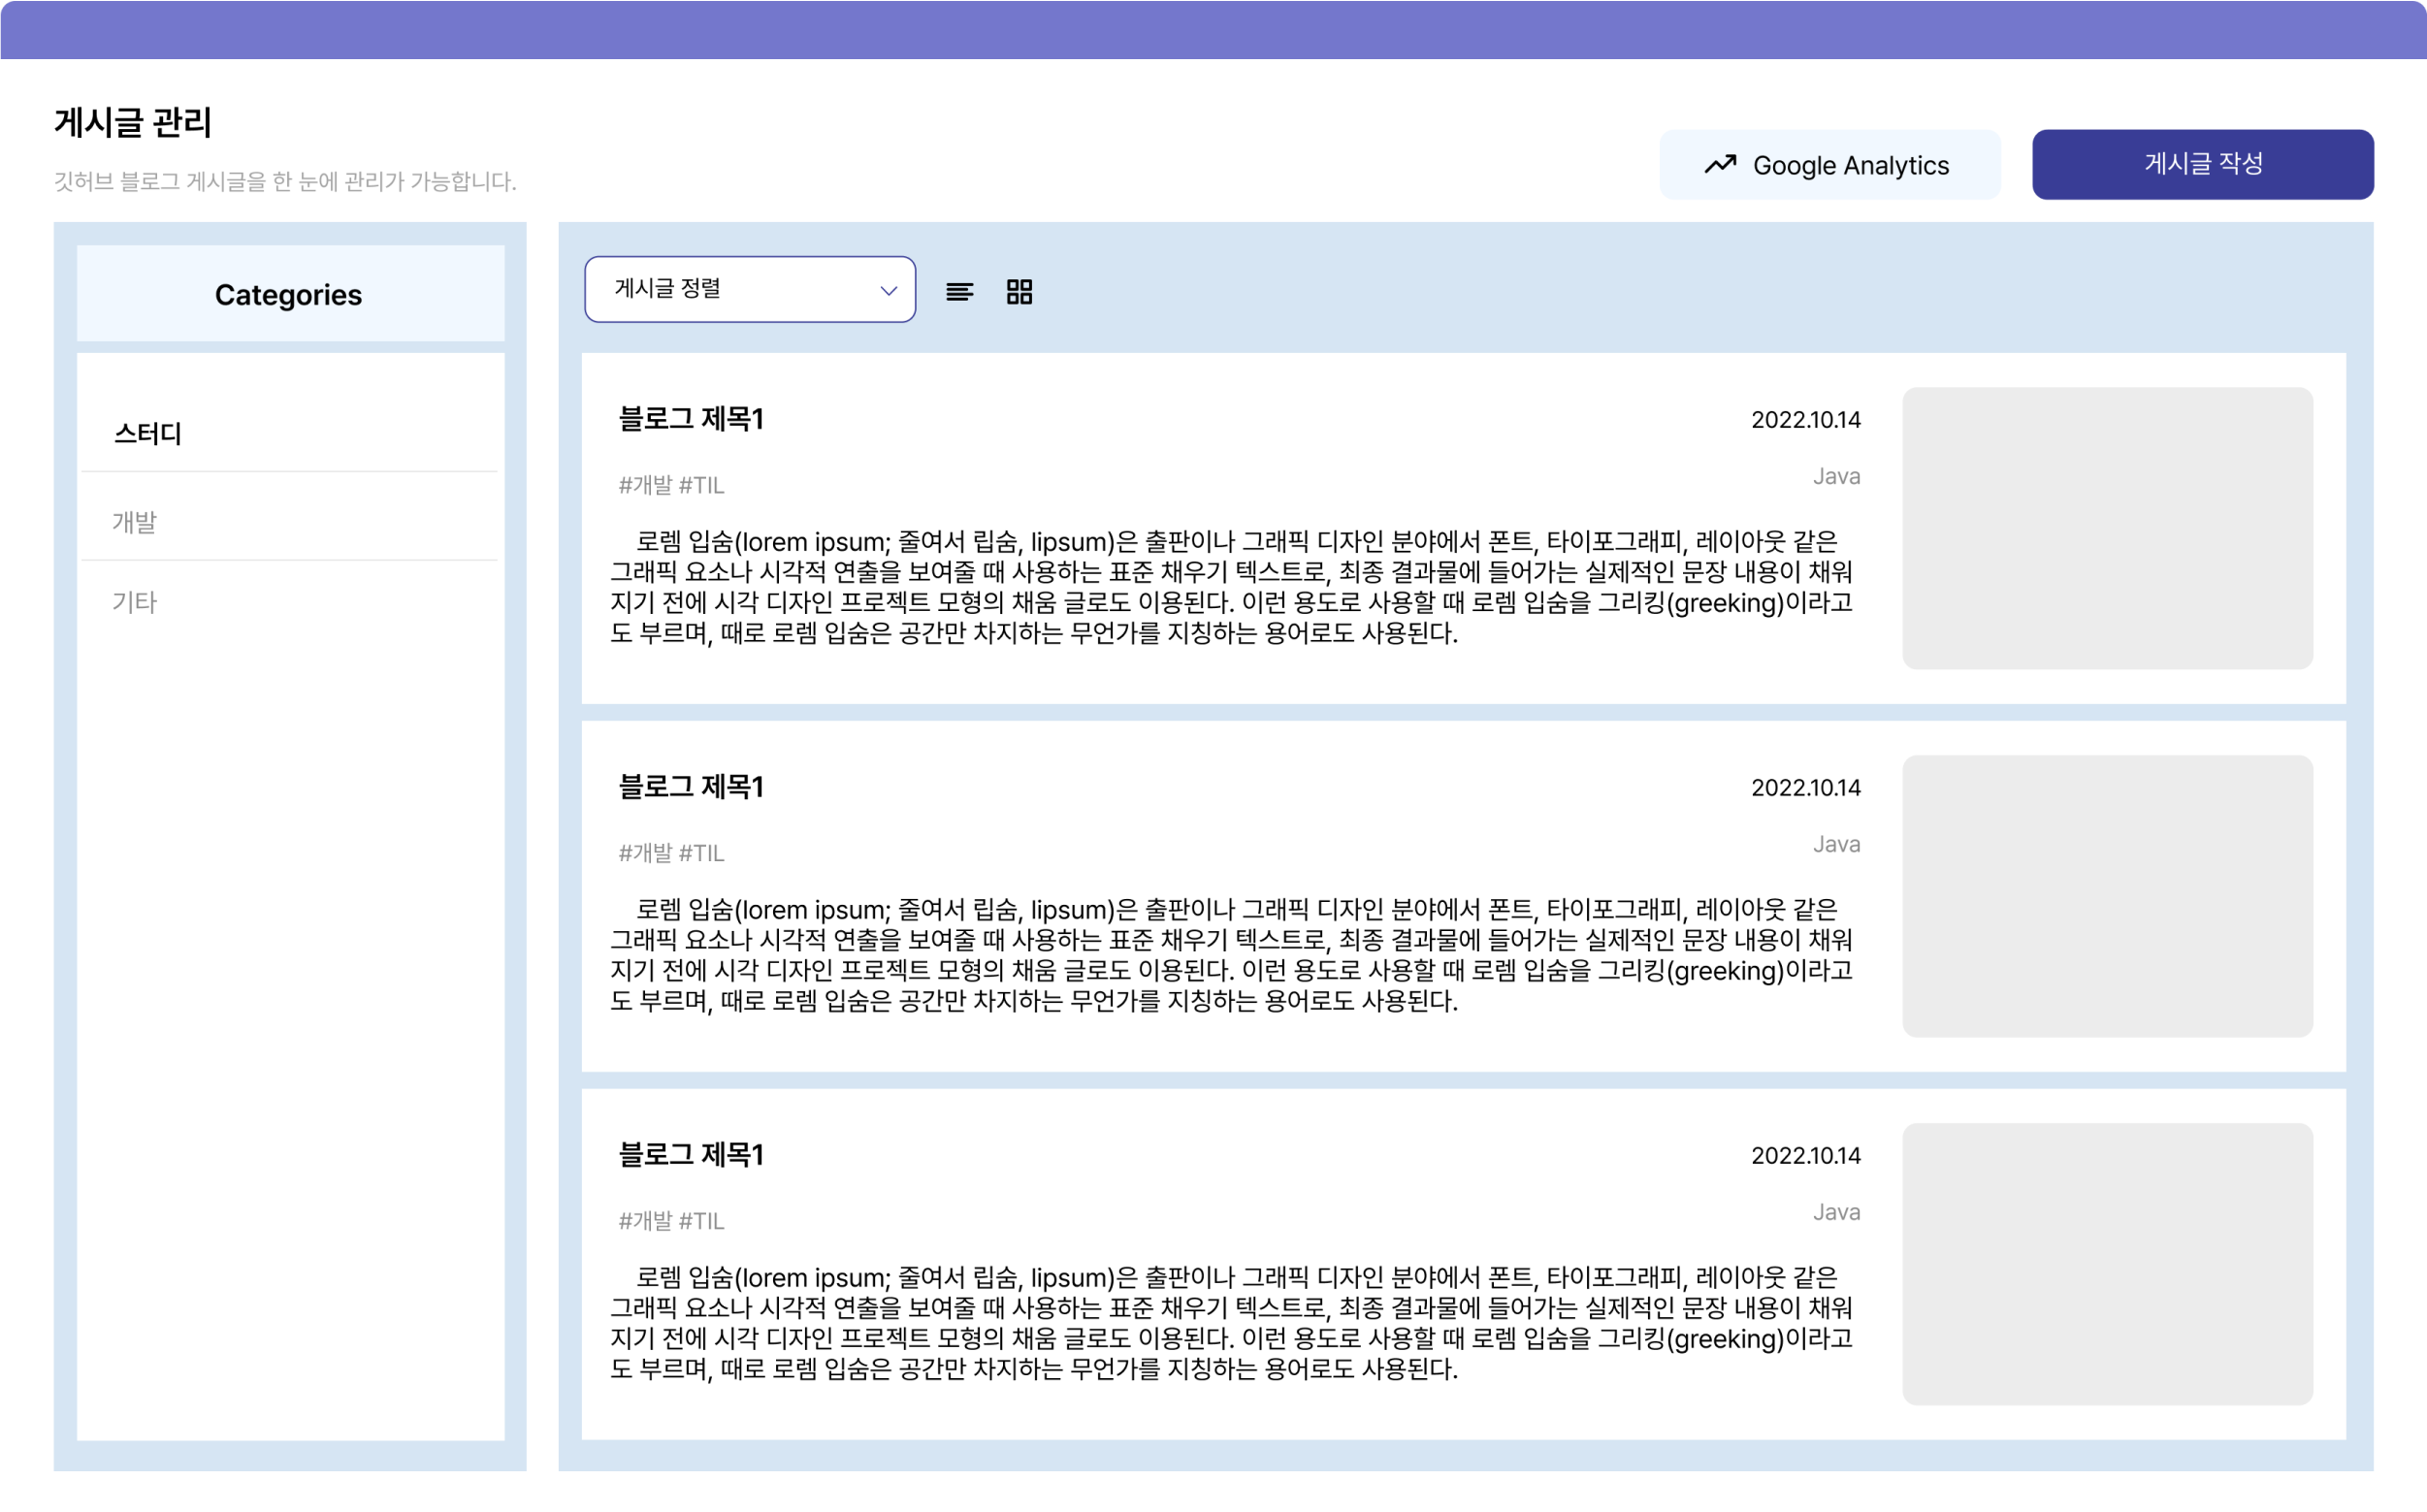 게시글 관리
깃허브 블로그 게시글을 한 눈에 관리가 가능합니다.
Google Analytics
게시글 작성
Categories
스터디
개발
기타
게시글 정렬
블로그 제목1
2022.10.14
#개발 #TIL
Java
로렘 입숨(lorem ipsum; 줄여서 립숨, lipsum)은 출판이나 그래픽 디자인 분야에서 폰트, 타이포그래피, 레이아웃 같은
그래픽 요소나 시각적 연출을 보여줄 때 사용하는 표준 채우기 텍스트로, 최종 결과물에 들어가는 실제적인 문장 내용이 채워
지기 전에 시각 디자인 프로젝트 모형의 채움 글로도 이용된다. 이런 용도로 사용할 때 로렘 입숨을 그리킹(greeking)이라고
도 부르며, 때로 로렘 입숨은 공간만 차지하는 무언가를 지칭하는 용어로도 사용된다.
블로그 제목1
2022.10.14
#개발 #TIL
Java
로렘 입숨(lorem ipsum; 줄여서 립숨, lipsum)은 출판이나 그래픽 디자인 분야에서 폰트, 타이포그래피, 레이아웃 같은
그래픽 요소나 시각적 연출을 보여줄 때 사용하는 표준 채우기 텍스트로, 최종 결과물에 들어가는 실제적인 문장 내용이 채워
지기 전에 시각 디자인 프로젝트 모형의 채움 글로도 이용된다. 이런 용도로 사용할 때 로렘 입숨을 그리킹(greeking)이라고
도 부르며, 때로 로렘 입숨은 공간만 차지하는 무언가를 지칭하는 용어로도 사용된다.
블로그 제목1
2022.10.14
#개발 #TIL
Java
로렘 입숨(lorem ipsum; 줄여서 립숨, lipsum)은 출판이나 그래픽 디자인 분야에서 폰트, 타이포그래피, 레이아웃 같은
그래픽 요소나 시각적 연출을 보여줄 때 사용하는 표준 채우기 텍스트로, 최종 결과물에 들어가는 실제적인 문장 내용이 채워
지기 전에 시각 디자인 프로젝트 모형의 채움 글로도 이용된다. 이런 용도로 사용할 때 로렘 입숨을 그리킹(greeking)이라고
도 부르며, 때로 로렘 입숨은 공간만 차지하는 무언가를 지칭하는 용어로도 사용된다.